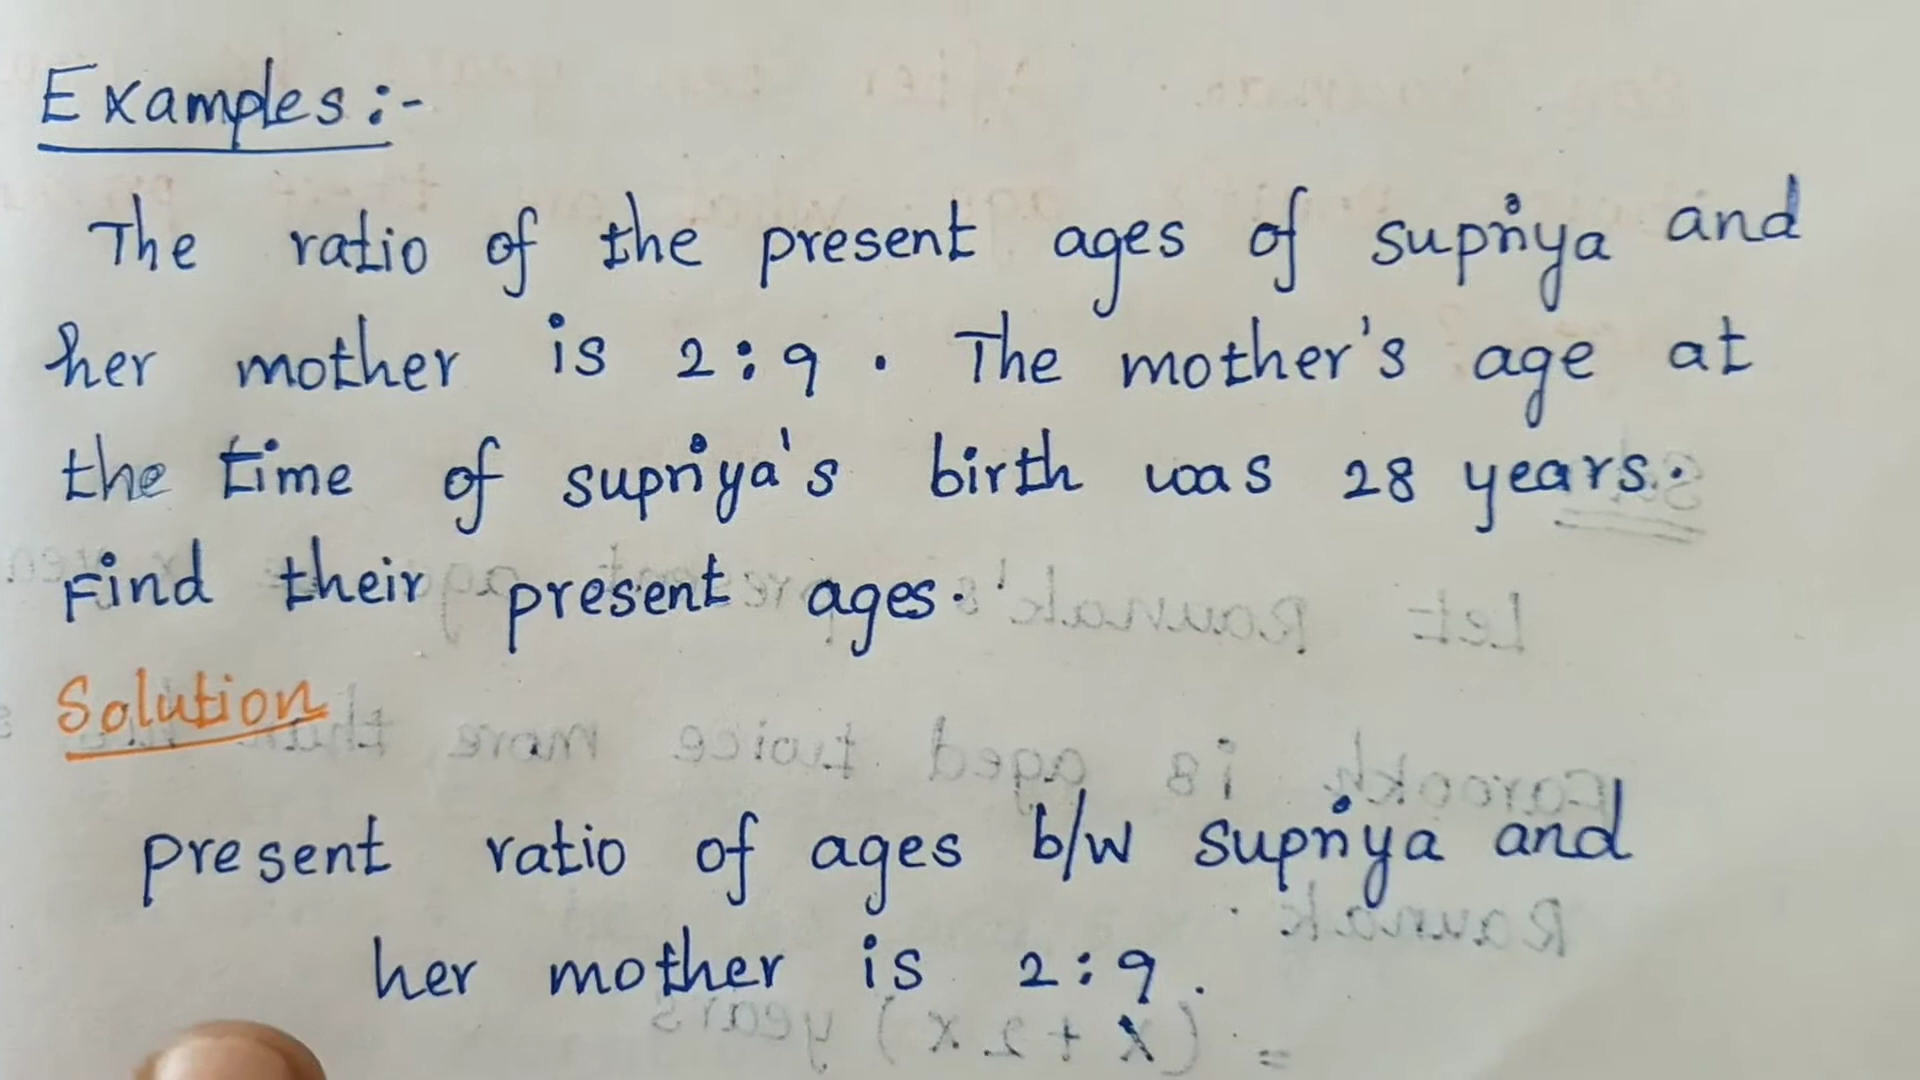 Examples:-
The ratio of the present ages of supriya and
her mother is 2:9. The mother's age at
the time of supriya's birth was 28 years.
Find their present ages.
Solution
present ratio of ages b/w supriya and
her mother is 2:9.